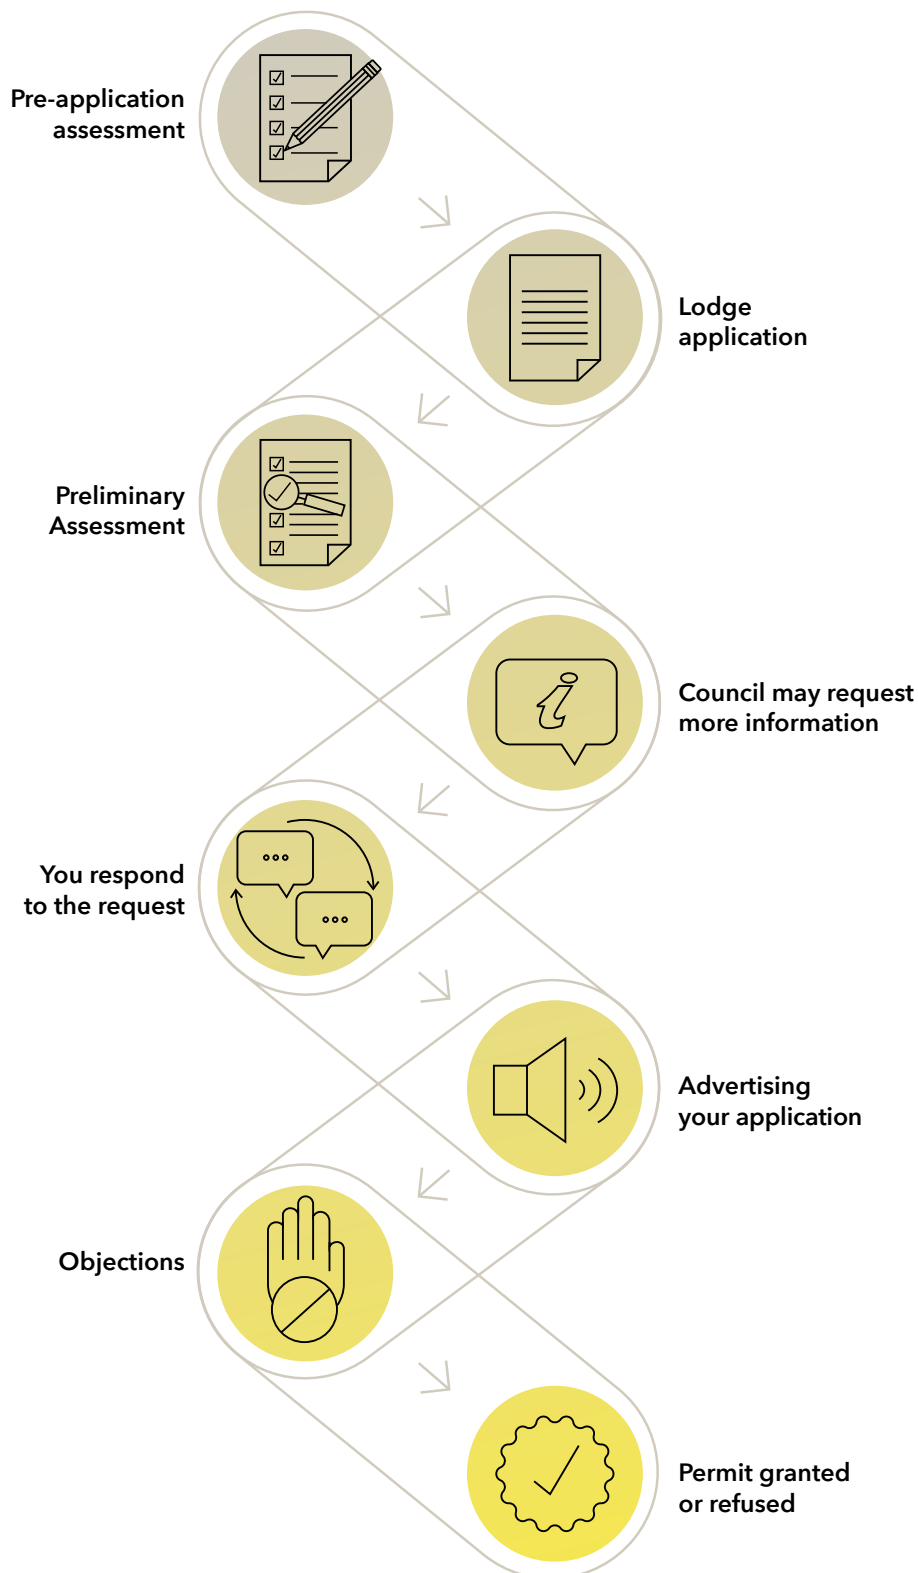 Pre-application
assessment
Lodge
application
Preliminary
Assessment
Council may request
more information
You respond
to the request
Advertising
your application
Objections
Permit granted
or refused